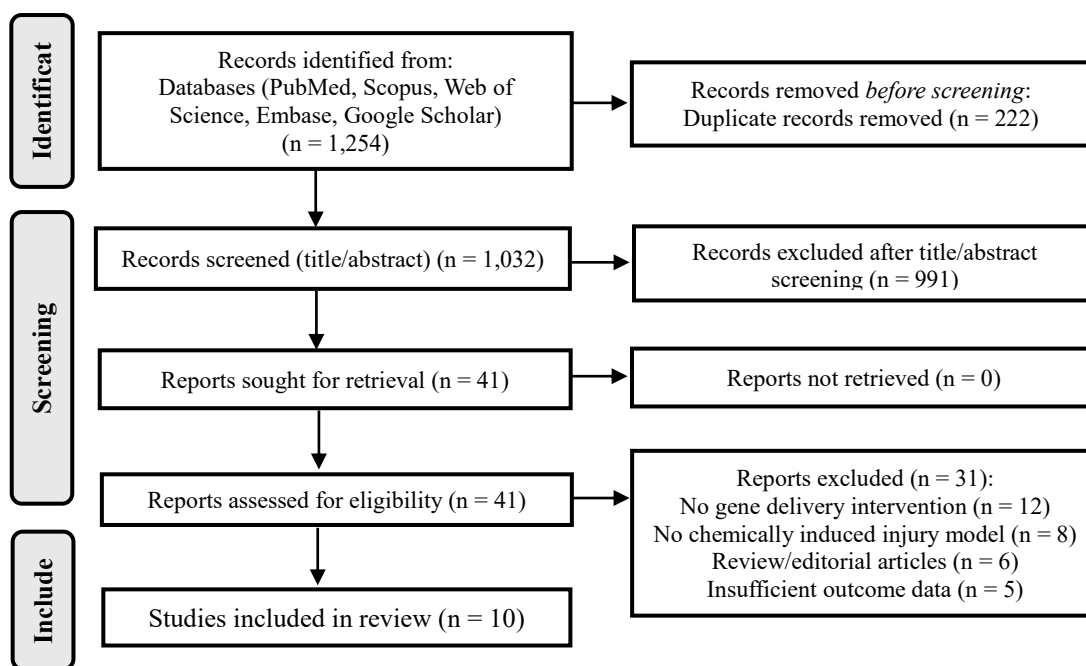 Identificat
Records identified from:
Databases (PubMed, Scopus, Web of
Science, Embase, Google Scholar)
(n = 1,254)
Records removed before screening:
Duplicate records removed (n = 222)
Screening
Records screened (title/abstract) (n = 1,032)
Records excluded after title/abstract
screening (n = 991)
Reports sought for retrieval (n = 41)
Reports not retrieved (n = 0)
Reports assessed for eligibility (n = 41)
Reports excluded (n = 31):
No gene delivery intervention (n = 12)
No chemically induced injury model (n = 8)
Review/editorial articles (n = 6)
Insufficient outcome data (n = 5)
Include
Studies included in review (n = 10)